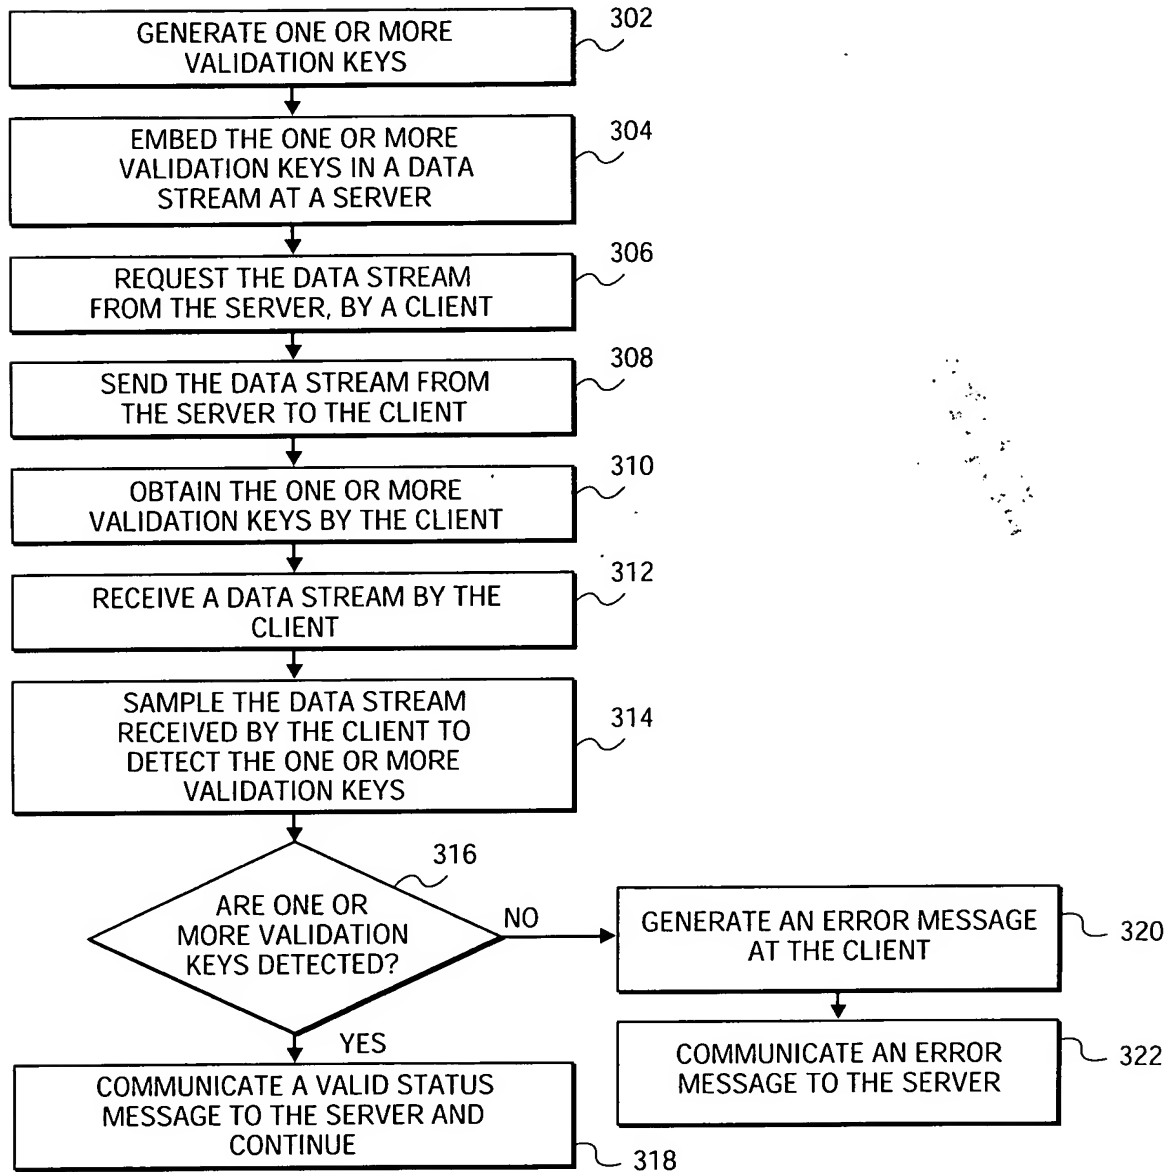 GENERATE ONE OR MORE
VALIDATION KEYS
302
EMBED THE ONE OR MORE
VALIDATION KEYS IN A DATA
STREAM AT A SERVER
304
REQUEST THE DATA STREAM
FROM THE SERVER, BY A CLIENT
306
SEND THE DATA STREAM FROM
THE SERVER TO THE CLIENT
308
OBTAIN THE ONE OR MORE
VALIDATION KEYS BY THE CLIENT
310
RECEIVE A DATA STREAM BY THE
CLIENT
312
SAMPLE THE DATA STREAM
RECEIVED BY THE CLIENT TO
DETECT THE ONE OR MORE
VALIDATION KEYS
314
ARE ONE OR
MORE VALIDATION
KEYS DETECTED?
316
NO
GENERATE AN ERROR MESSAGE
AT THE CLIENT
320
COMMUNICATE AN ERROR
MESSAGE TO THE SERVER
322
YES
COMMUNICATE A VALID STATUS
MESSAGE TO THE SERVER AND
CONTINUE
318